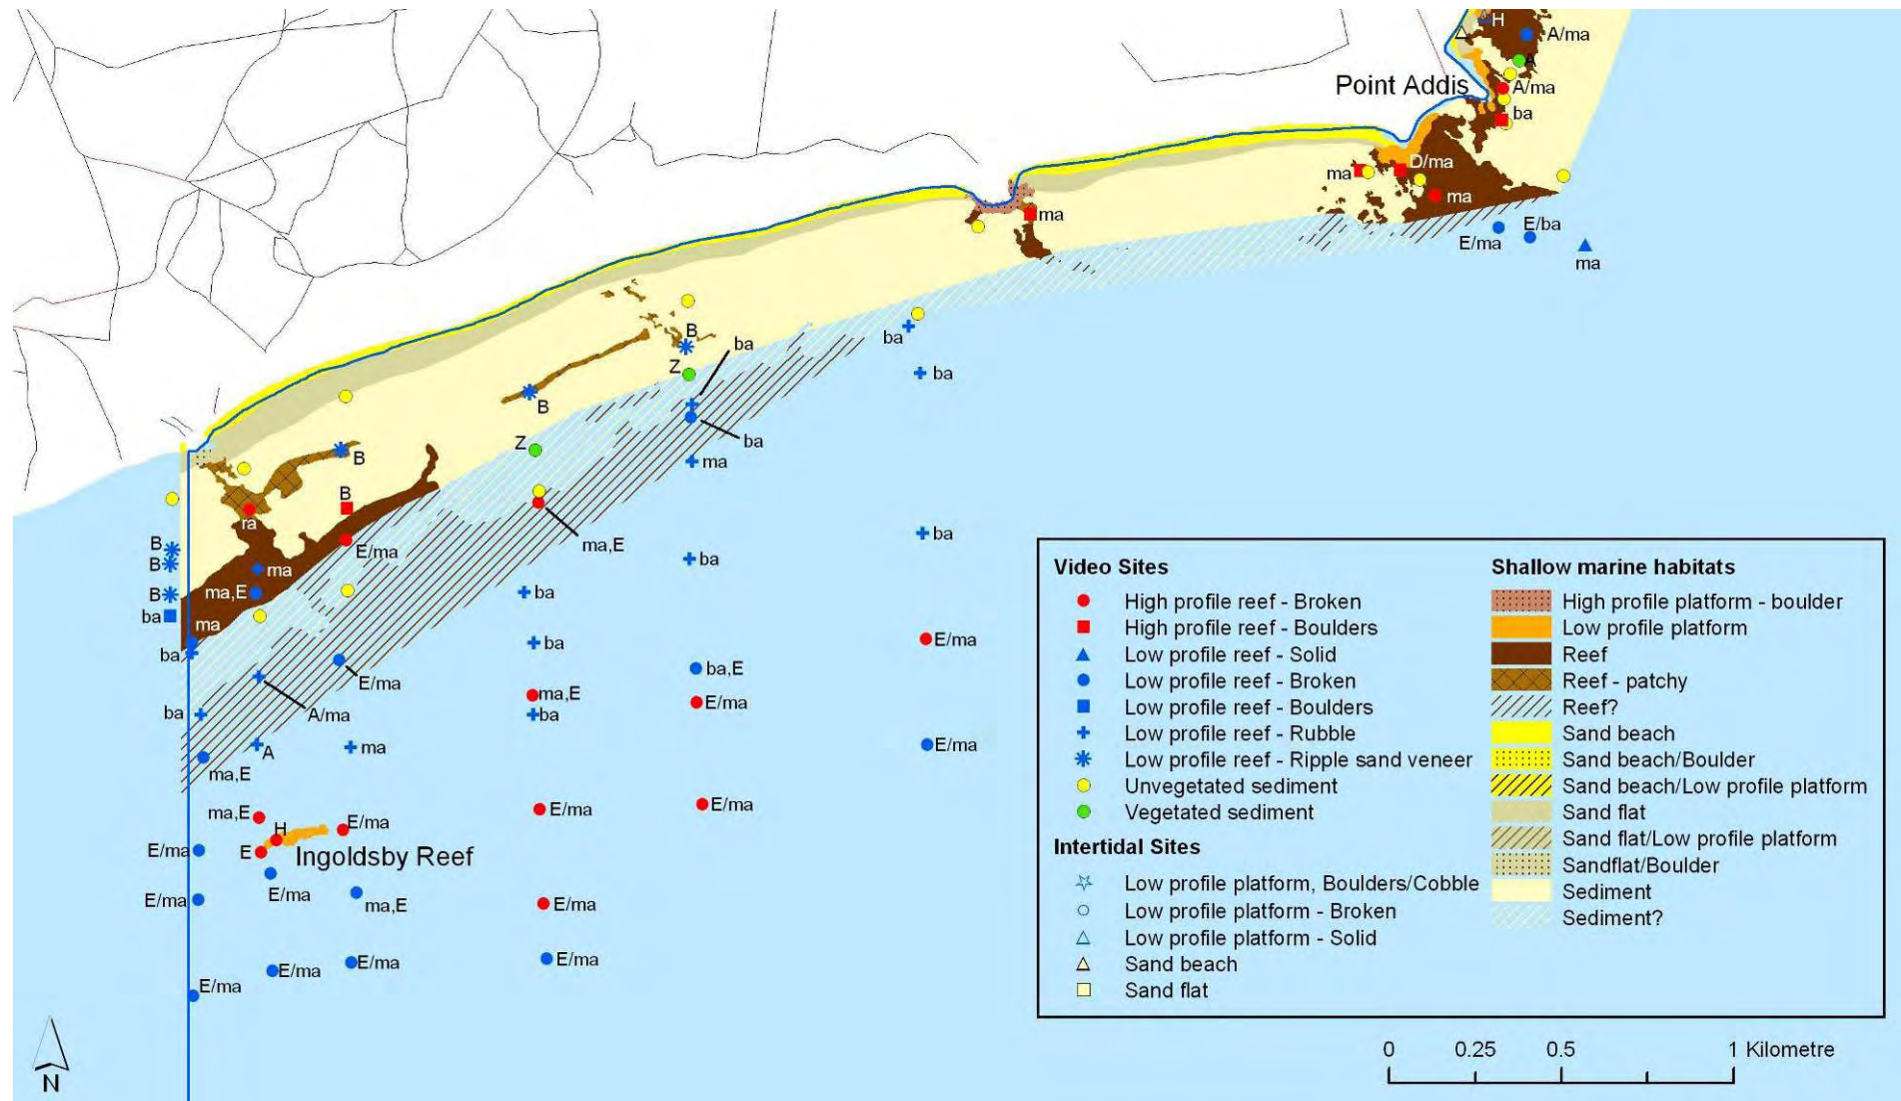 H
A/ma
A
Point Addis
A/ma
ba
D/ma
ma
ma
ma
E/ba
E/ma
ma
B
ba
ba
Z
ba
B
ba
Z
ma
B
B
ra
E/ma
ma,E
ba
B
ma
B
ba
ma,E
B
ba
ba
ma
ba
ba
E/ma
ba,E
E/ma
ma,E
E/ma
ba
A/ma
ba
E/ma
A
ma
ma,E
E/ma
E/ma
ma,E
H
E/ma
E/ma
E
Ingoldsby Reef
E/ma
E/ma
ma,E
E/ma
E/ma
E/ma
E/ma
E/ma
N
Video Sites
High profile reef - Broken
High profile reef - Boulders
Low profile reef - Solid
Low profile reef - Broken
Low profile reef - Boulders
Low profile reef - Rubble
Low profile reef - Ripple sand veneer
Unvegetated sediment
Vegetated sediment
Intertidal Sites
Low profile platform, Boulders/Cobble
Low profile platform - Broken
Low profile platform - Solid
Sand beach
Sand flat
Shallow marine habitats
High profile platform - boulder
Low profile platform
Reef
Reef - patchy
Reef?
Sand beach
Sand beach/Boulder
Sand beach/Low profile platform
Sand flat
Sand flat/Low profile platform
Sandflat/Boulder
Sediment
Sediment?
0 0.25 0.5 1 Kilometre